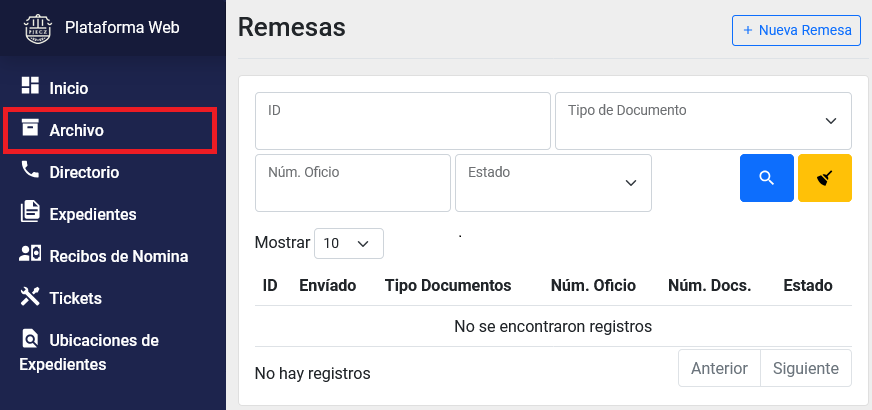 PJECZ
Plataforma Web
Inicio
Archivo
Directorio
Expedientes
Recibos de Nomina
Tickets
Ubicaciones de
Expedientes
Remesas
+ Nueva Remesa
ID
Tipo de Documento
Núm. Oficio
Estado
Mostrar 10
ID Envíado Tipo Documentos Núm. Oficio Núm. Docs. Estado
No se encontraron registros
No hay registros
Anterior Siguiente